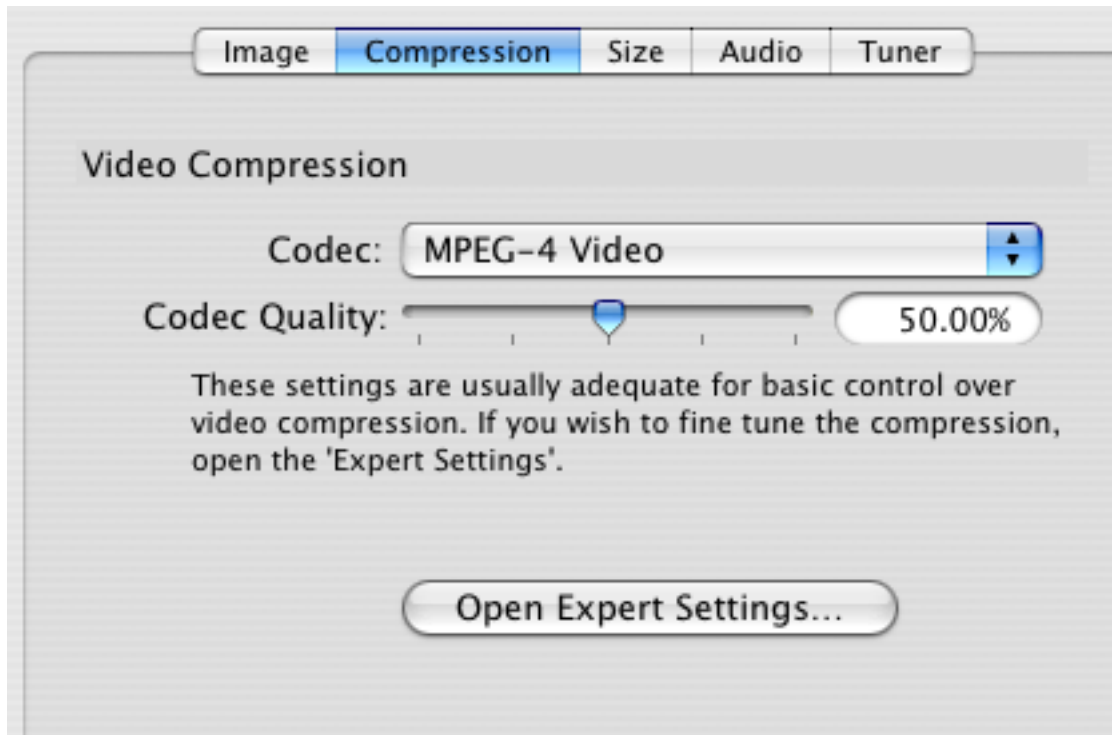 Image Compression Size Audio Tuner
Video Compression
Codec: MPEG-4 Video
Codec Quality: 50.00%
These settings are usually adequate for basic control over
video compression. If you wish to fine tune the compression,
open the 'Expert Settings'.
Open Expert Settings...